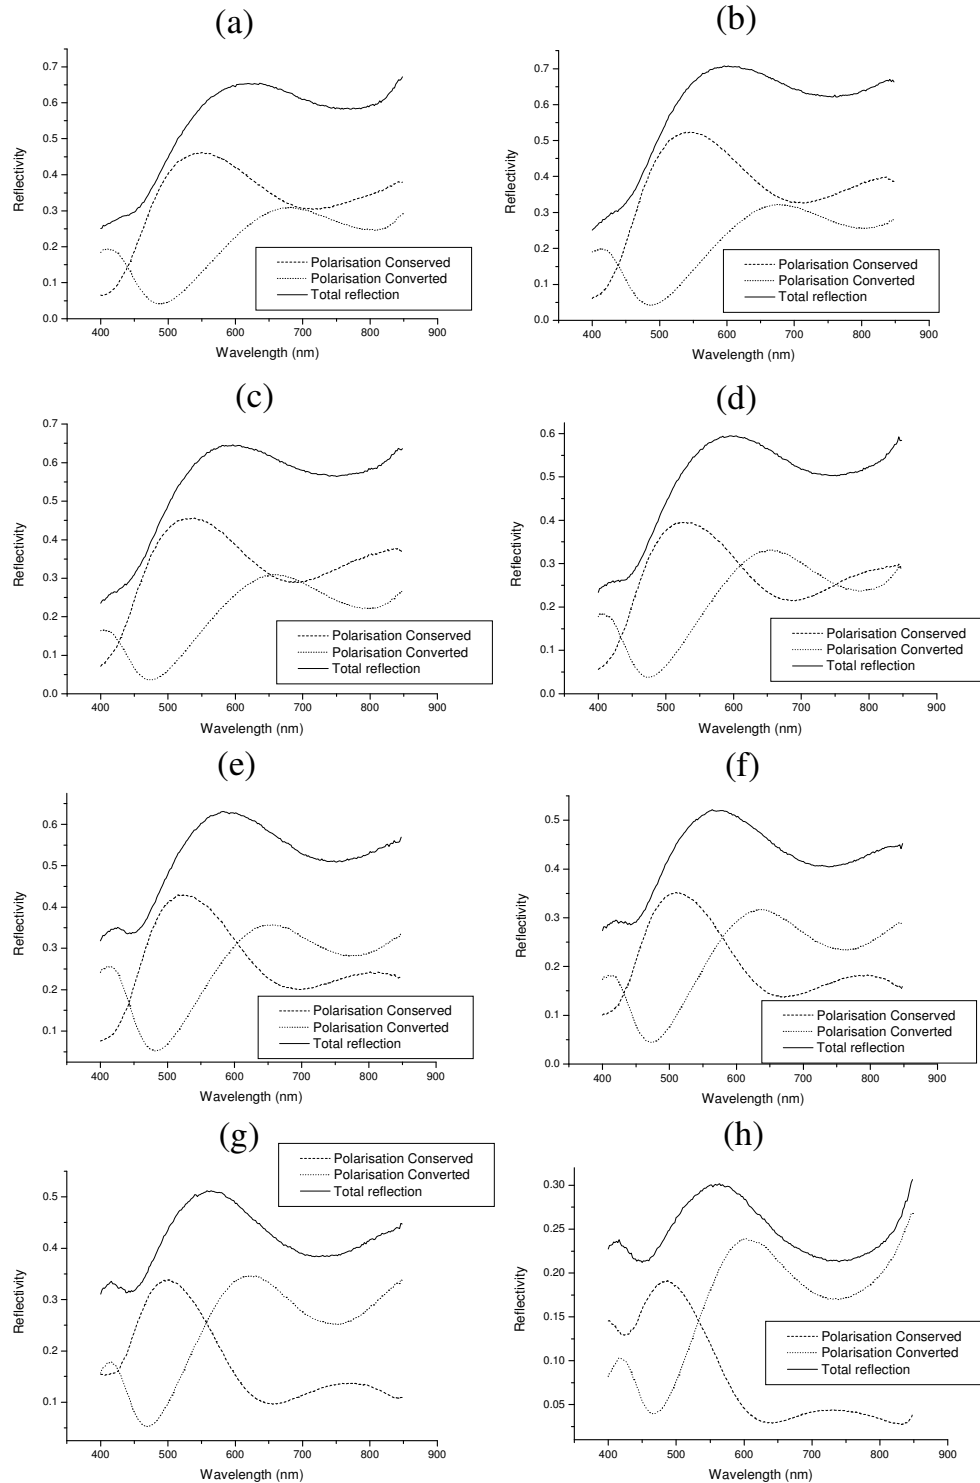 (a)
0.7
0.6
0.5
0.4
0.3
0.2
0.1
0.0
Reflectivity
Polarisation Conserved
Polarisation Converted
Total reflection
400 500 600 700 800 900
Wavelength (nm)
(b)
0.7
0.6
0.5
0.4
0.3
0.2
0.1
0.0
Reflectivity
Polarisation Conserved
Polarisation Converted
Total reflection
400 500 600 700 800 900
Wavelength (nm)
(c)
0.7
0.6
0.5
0.4
0.3
0.2
0.1
0.0
Reflectivity
Polarisation Conserved
Polarisation Converted
Total reflection
400 500 600 700 800 900
Wavelength (nm)
(d)
0.6
0.5
0.4
0.3
0.2
0.1
0.0
Reflectivity
Polarisation Conserved
Polarisation Converted
Total reflection
400 500 600 700 800 900
Wavelength (nm)
(e)
0.6
0.5
0.4
0.3
0.2
0.1
Reflectivity
Polarisation Conserved
Polarisation Converted
Total reflection
400 500 600 700 800 900
Wavelength (nm)
(f)
0.5
0.4
0.3
0.2
0.1
0.0
Reflectivity
Polarisation Conserved
Polarisation Converted
Total reflection
400 500 600 700 800 900
Wavelength (nm)
(g)
Polarisation Conserved
Polarisation Converted
Total reflection
0.5
0.4
0.3
0.2
0.1
Reflectivity
400 500 600 700 800 900
Wavelength (nm)
(h)
0.30
0.25
0.20
0.15
0.10
0.05
Reflectivity
Polarisation Conserved
Polarisation Converted
Total reflection
400 500 600 700 800 900
Wavelength (nm)